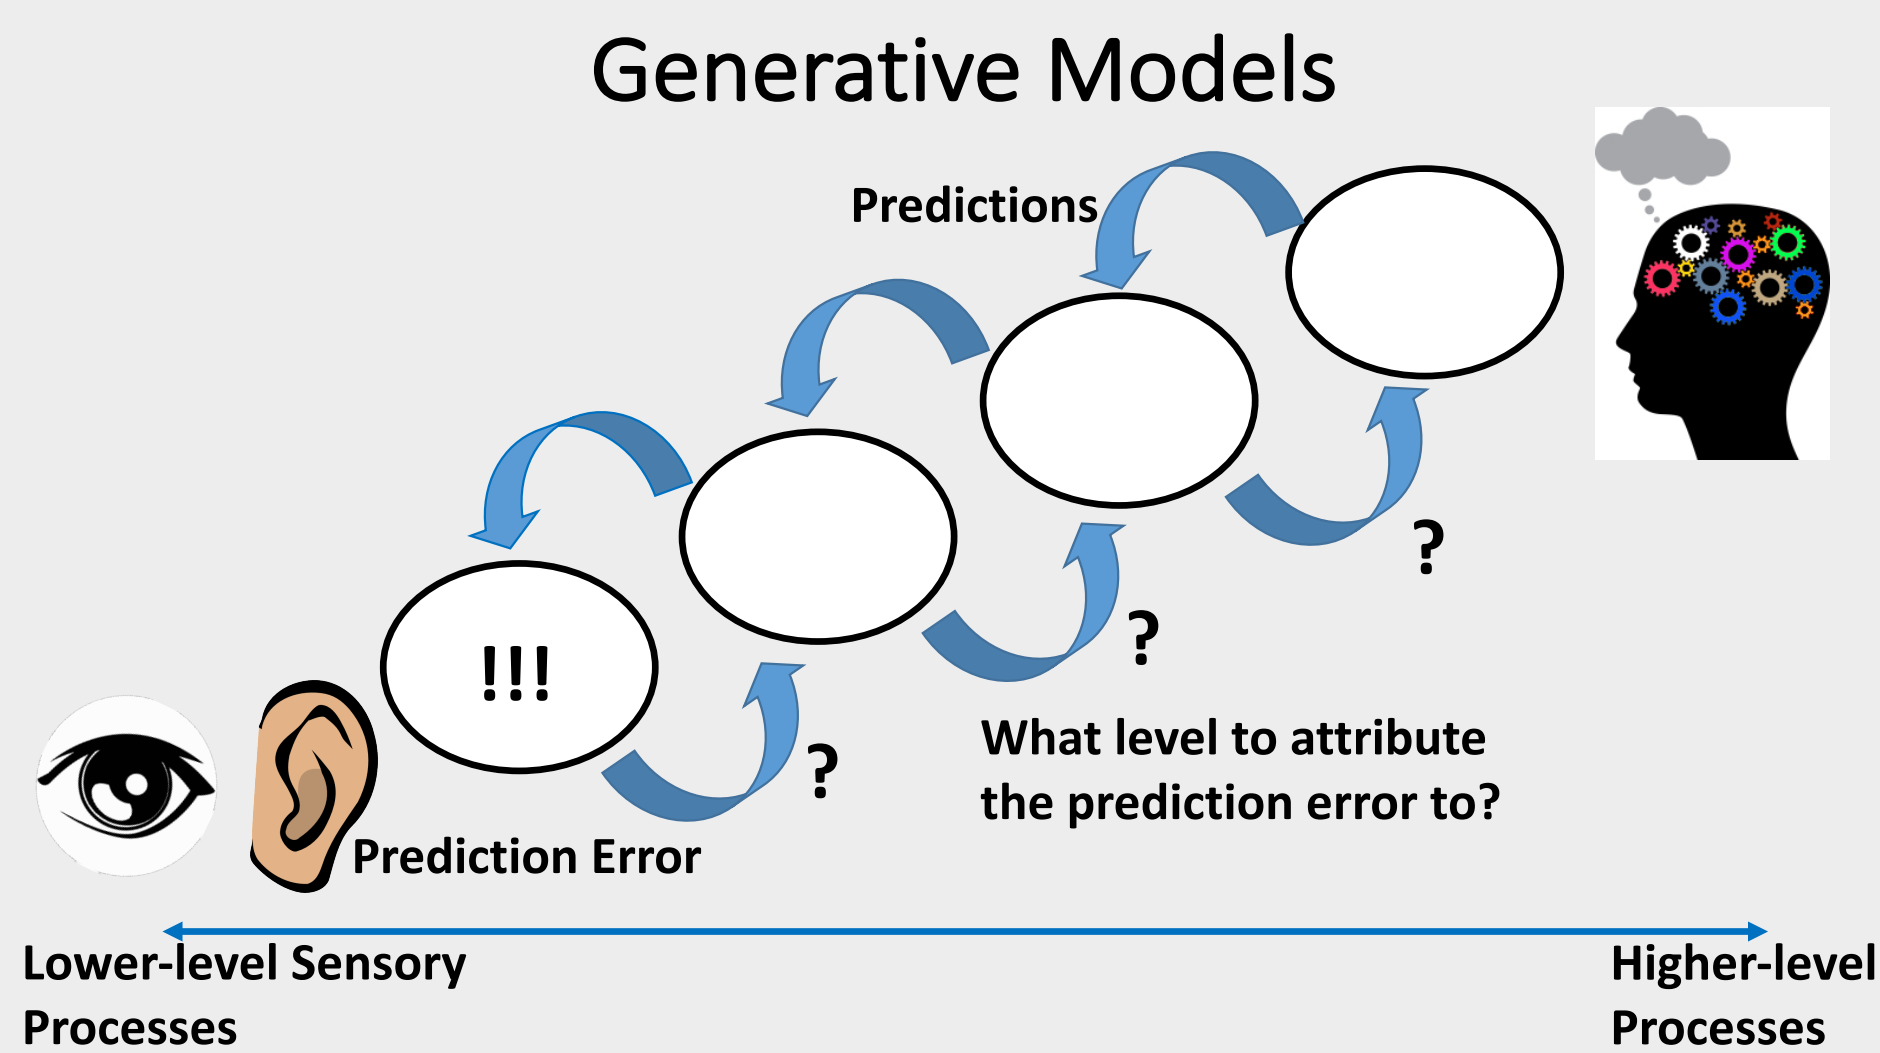 Generative Models
Predictions
?
?
!!!
?
What level to attribute
the prediction error to?
Prediction Error
Lower-level Sensory
Processes
Higher-level
Processes